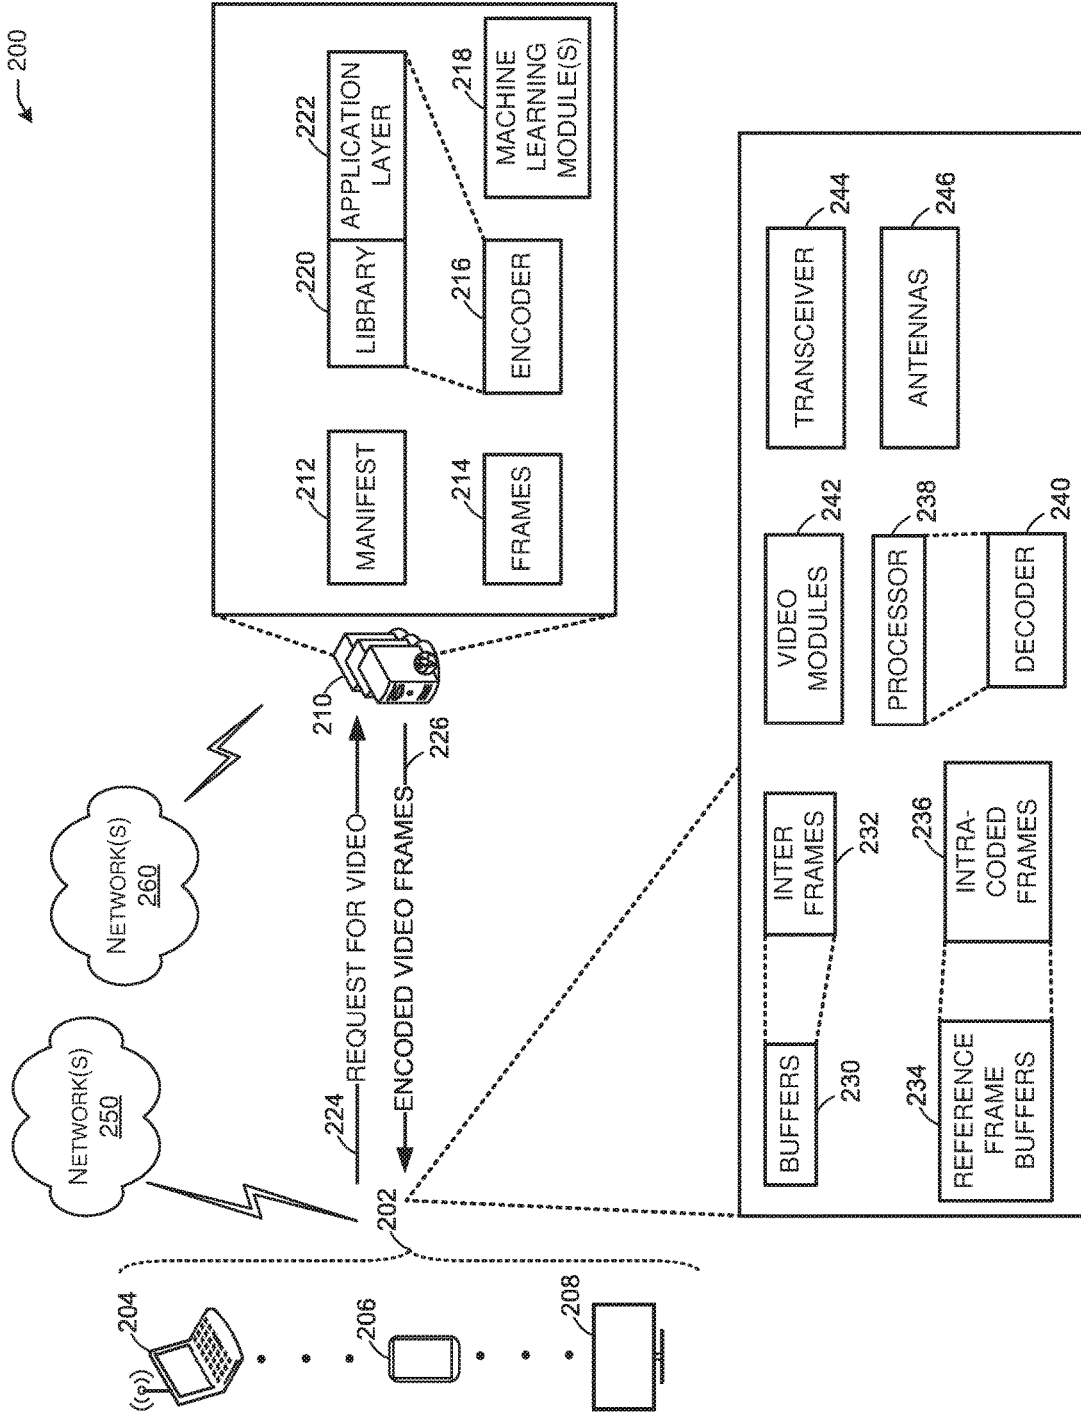 200
NETWORK(S)
250
NETWORK(S)
260
204
206
208
202
224
REQUEST FOR VIDEO
ENCODED VIDEO FRAMES
226
210
212
MANIFEST
214
FRAMES
220
LIBRARY
222
APPLICATION
LAYER
216
ENCODER
218
MACHINE
LEARNING
MODULE(S)
BUFFERS
230
INTER
FRAMES
232
234
REFERENCE
FRAME
BUFFERS
236
INTRA-
CODED
FRAMES
VIDEO
MODULES
242
PROCESSOR
238
DECODER
240
TRANSCEIVER
244
ANTENNAS
246